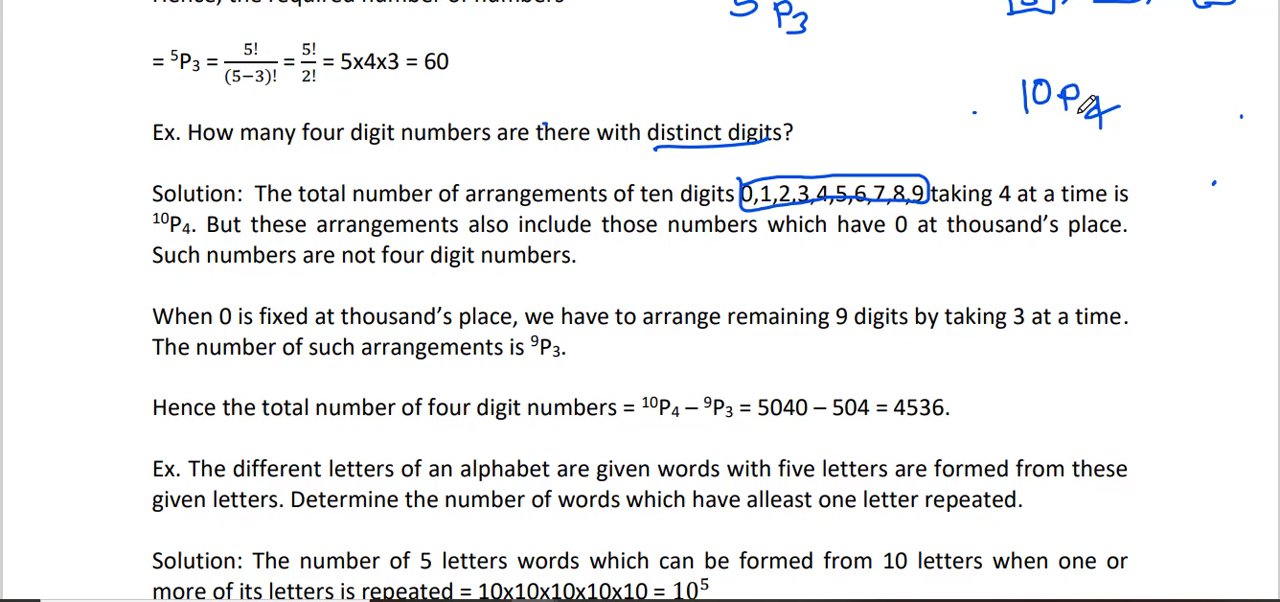 5 P3
= ⁵P₃ = 5!/(5−3)! = 5!/2! = 5x4x3 = 60
10 P4
Ex. How many four digit numbers are there with distinct digits?
Solution: The total number of arrangements of ten digits 0,1,2,3,4,5,6,7,8,9 taking 4 at a time is
¹⁰P₄. But these arrangements also include those numbers which have 0 at thousand’s place.
Such numbers are not four digit numbers.
When 0 is fixed at thousand’s place, we have to arrange remaining 9 digits by taking 3 at a time.
The number of such arrangements is ⁹P₃.
Hence the total number of four digit numbers = ¹⁰P₄ – ⁹P₃ = 5040 – 504 = 4536.
Ex. The different letters of an alphabet are given words with five letters are formed from these
given letters. Determine the number of words which have alleast one letter repeated.
Solution: The number of 5 letters words which can be formed from 10 letters when one or
more of its letters is repeated = 10x10x10x10x10 = 10⁵